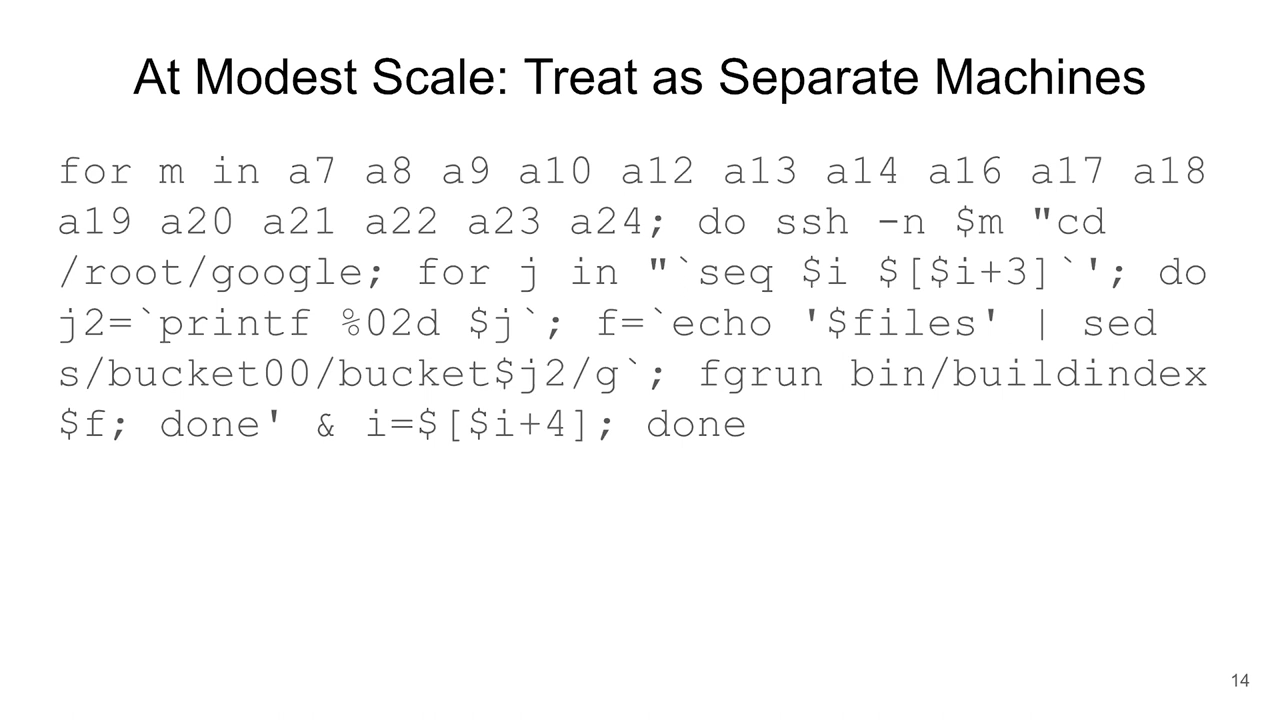 At Modest Scale: Treat as Separate Machines
for m in a7 a8 a9 a10 a12 a13 a14 a16 a17 a18
a19 a20 a21 a22 a23 a24; do ssh -n $m "cd
/root/google; for j in "`seq $i $[$i+3]`'; do
j2=`printf %02d $j`; f=`echo '$files' | sed
s/bucket00/bucket$j2/g`; fgrun bin/buildindex
$f; done' & i=$[$i+4]; done
14